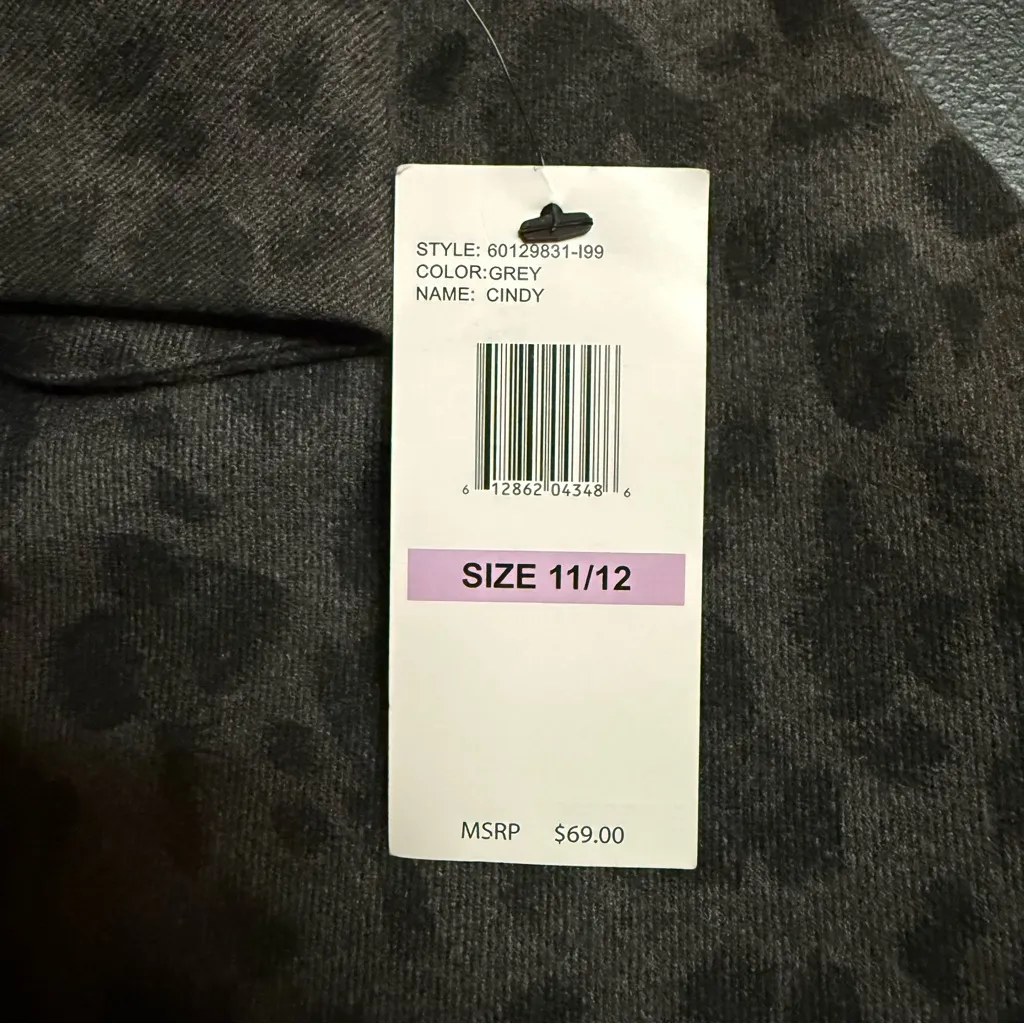 STYLE: 60129831-I99
COLOR:GREY
NAME: CINDY
6 12862 04348 6
SIZE 11/12
MSRP $69.00